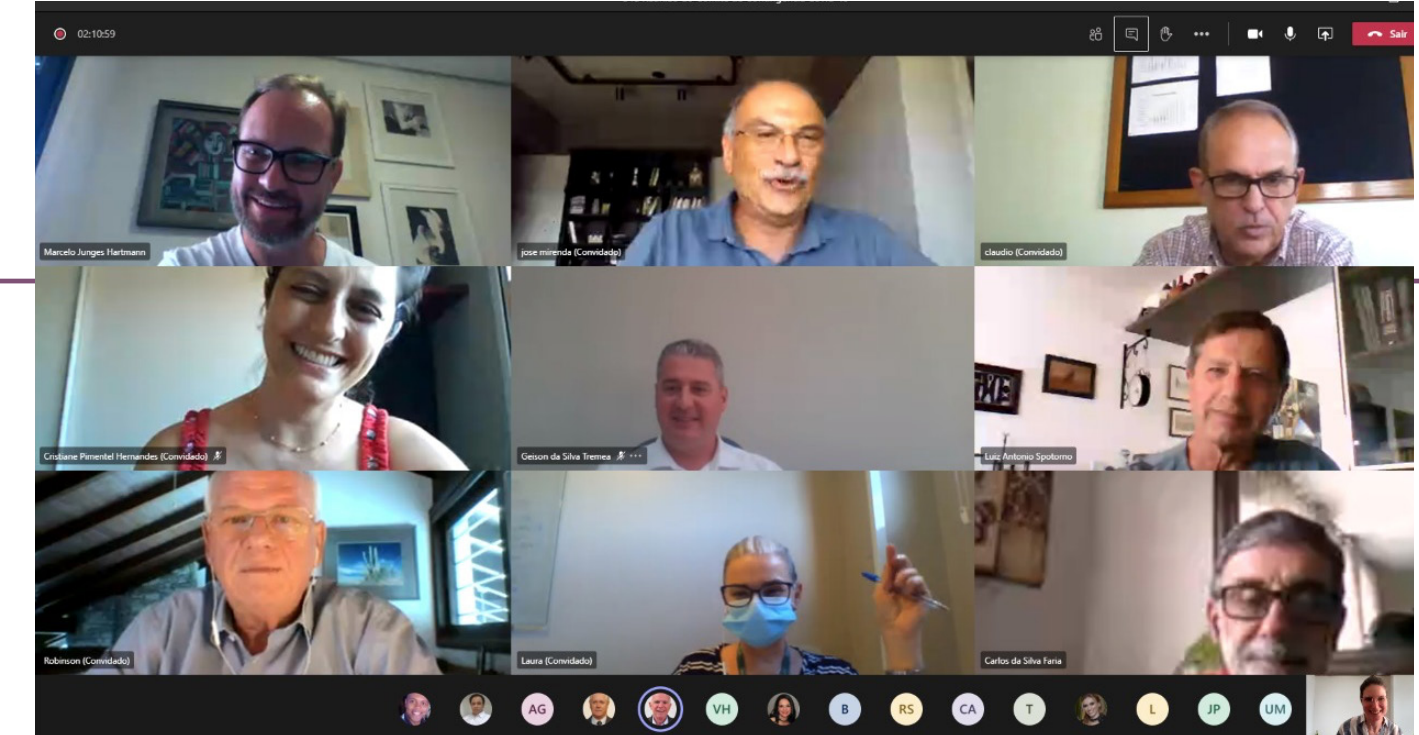 02:10:59
Sair
Marcelo Junges Hartmann
jose mirenda (Convidado)
claudio (Convidado)
Cristiane Pimentel Hernandes (Convidado)
Geison da Silva Tremea
Luiz Antonio Spotorno
Robinson (Convidado)
Laura (Convidado)
Carlos da Silva Faria
AG
VH
B
RS
CA
T
L
JP
UM